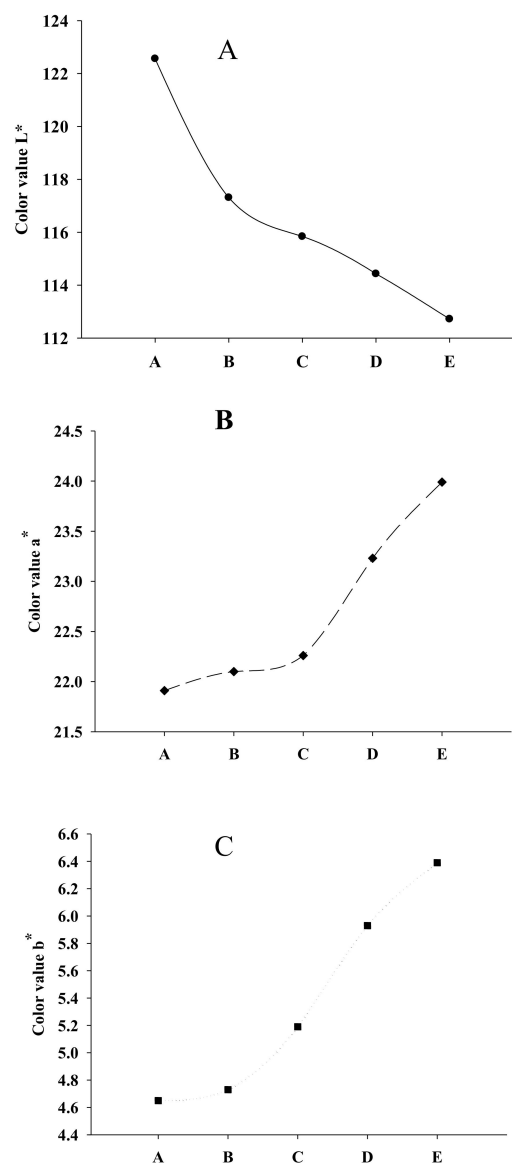 A
124
122
120
118
116
114
112
Color value L*
A B C D E
B
24.5
24.0
23.5
23.0
22.5
22.0
21.5
Color value a*
A B C D E
C
6.6
6.4
6.2
6.0
5.8
5.6
5.4
5.2
5.0
4.8
4.6
4.4
Color value b*
A B C D E